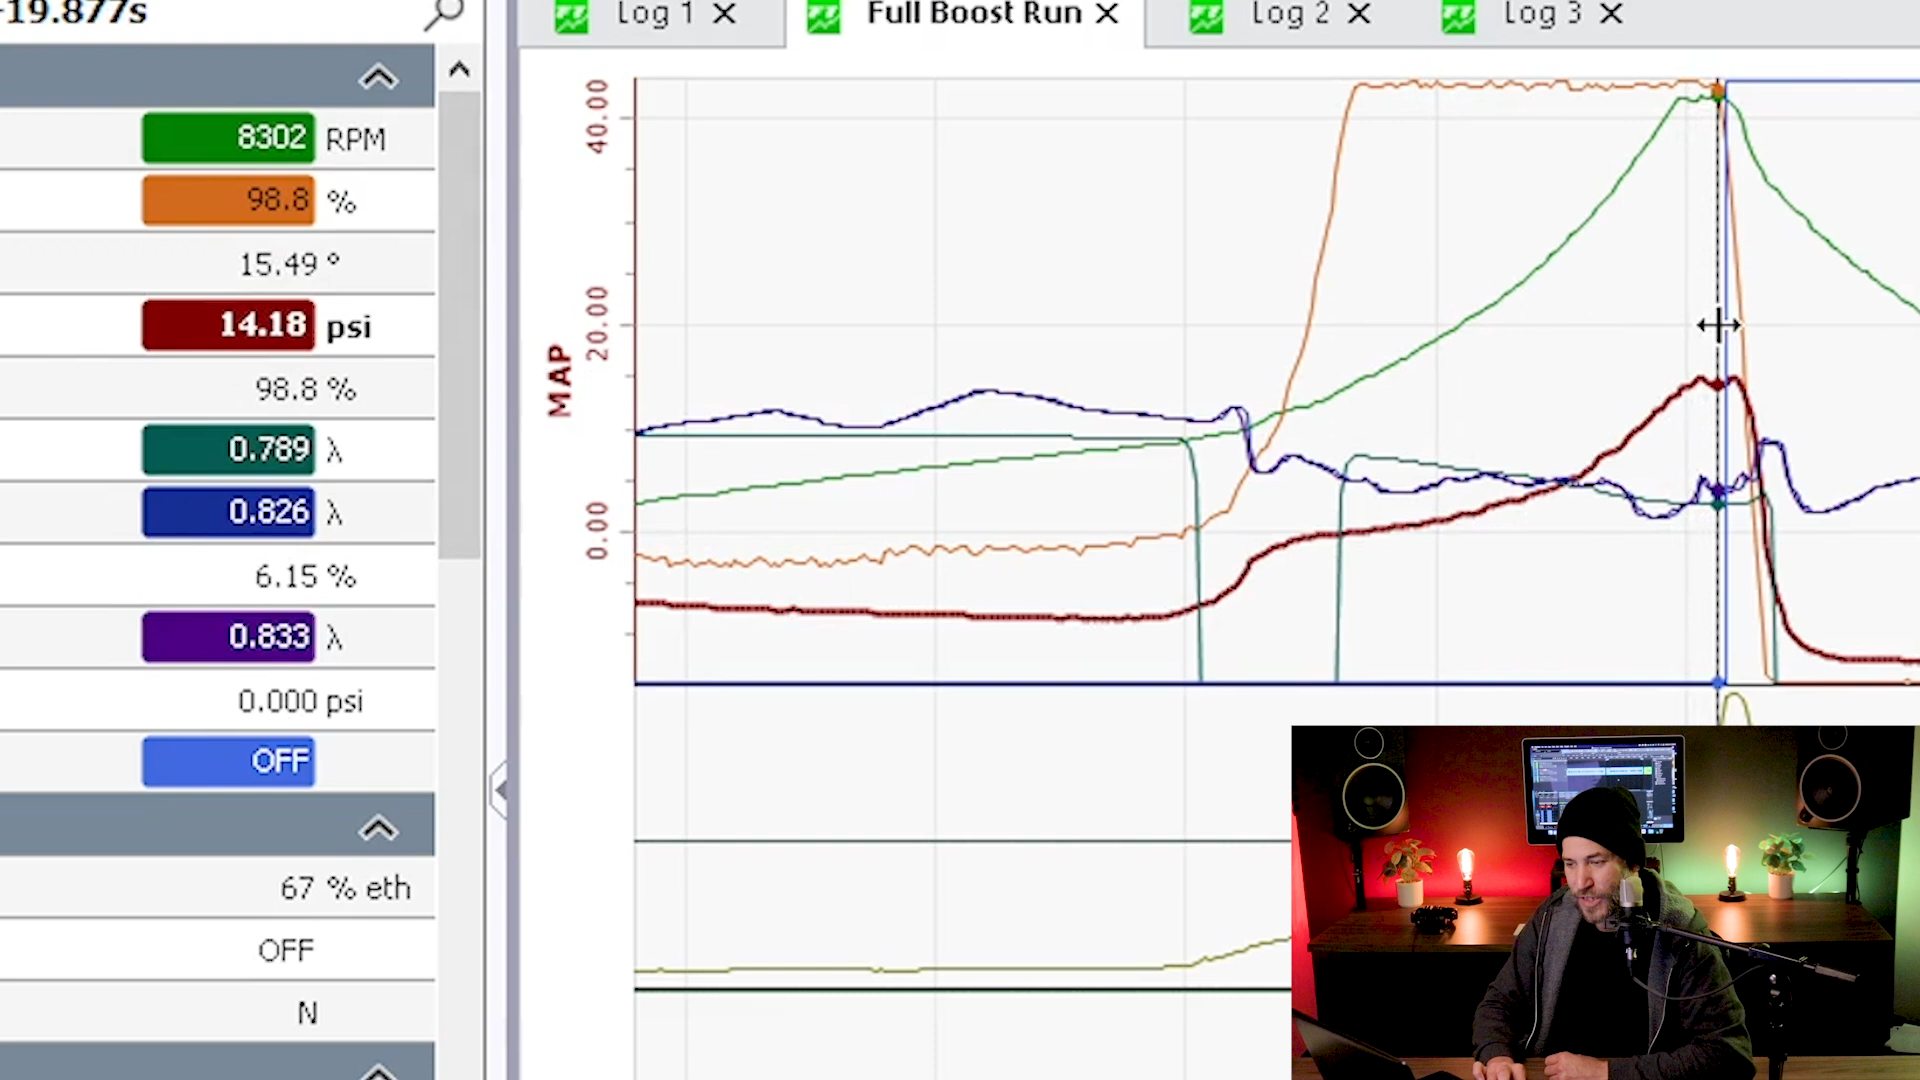 -19.877s
Log 1
Full Boost Run
Log 2
Log 3
8302 RPM
98.8 %
15.49 °
14.18 psi
98.8 %
0.789 λ
0.826 λ
6.15 %
0.833 λ
0.000 psi
OFF
67 % eth
OFF
N
MAP
40.00
20.00
0.00